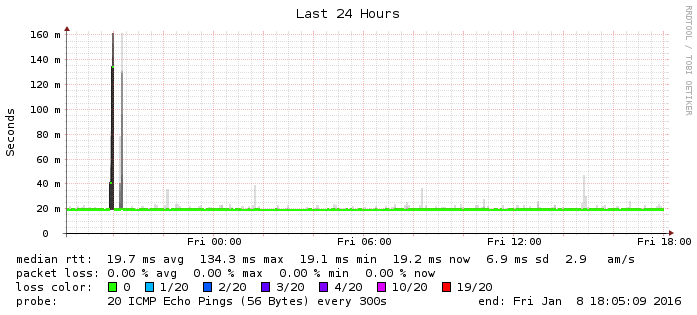 Last 24 Hours
RRDTOOL / TOBI OETIKER
Seconds
160 m
140 m
120 m
100 m
80 m
60 m
40 m
20 m
0
Fri 00:00 Fri 06:00 Fri 12:00 Fri 18:00
median rtt: 19.7 ms avg 134.3 ms max 19.1 ms min 19.2 ms now 6.9 ms sd 2.9 am/s
packet loss: 0.00 % avg 0.00 % max 0.00 % min 0.00 % now
loss color: 0 1/20 2/20 3/20 4/20 10/20 19/20
probe: 20 ICMP Echo Pings (56 Bytes) every 300s end: Fri Jan 8 18:05:09 2016